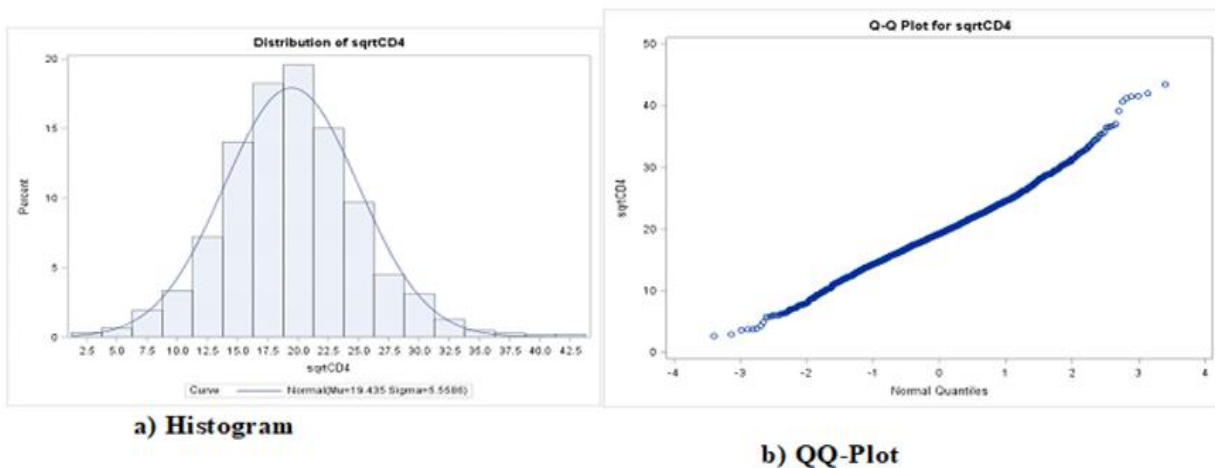 Distribution of sqrtCD4
20
15
10
5
0
Percent
2.5 5.0 7.5 10.0 12.5 15.0 17.5 20.0 22.5 25.0 27.5 30.0 32.5 35.0 37.5 40.0 42.5
sqrtCD4
Curve Normal(Mu=19.435 Sigma=5.5586)
a) Histogram
Q-Q Plot for sqrtCD4
50
40
30
20
10
0
sqrtCD4
-4 -3 -2 -1 0 1 2 3 4
Normal Quantiles
b) QQ-Plot